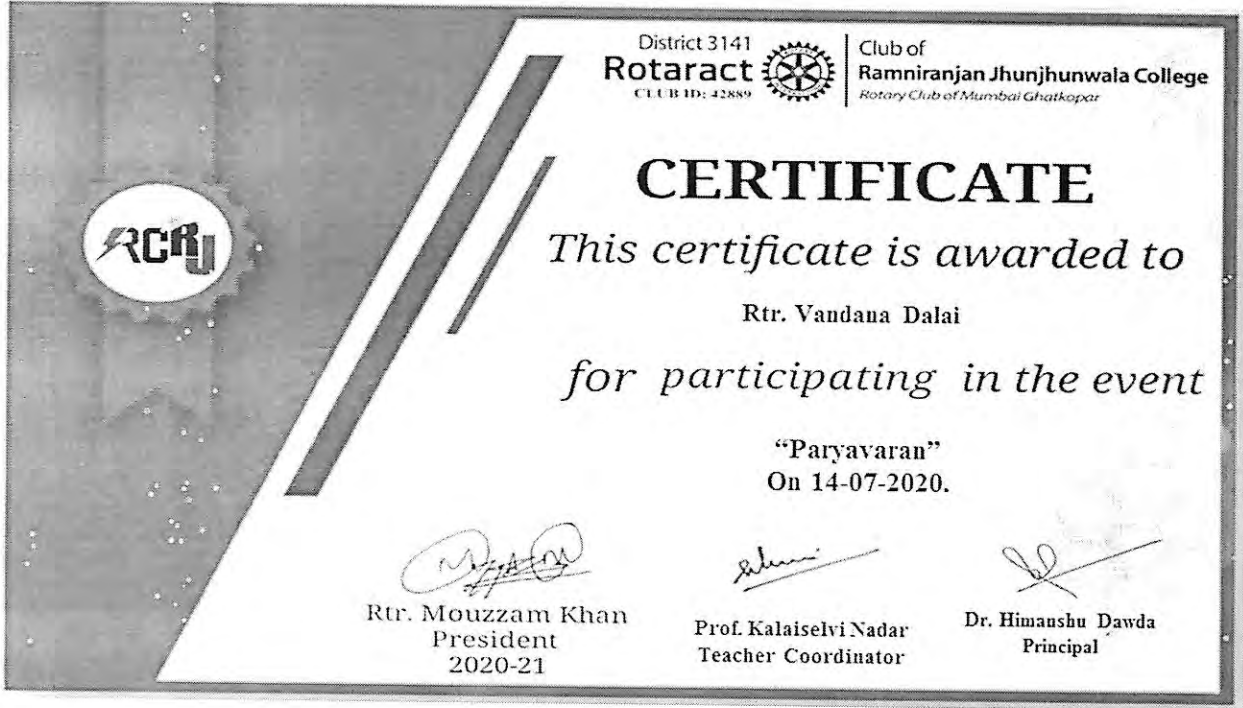 District 3141
Rotaract
CLUB ID: 42889
Club of
Ramniranjan Jhunjhunwala College
Rotary Club of Mumbai Ghatkopar
RCRJ
CERTIFICATE
This certificate is awarded to
Rtr. Vandana Dalai
for participating in the event
“Paryavaran”
On 14-07-2020.
Rtr. Mouzzam Khan
President
2020-21
Prof. Kalaiselvi Nadar
Teacher Coordinator
Dr. Himanshu Dawda
Principal